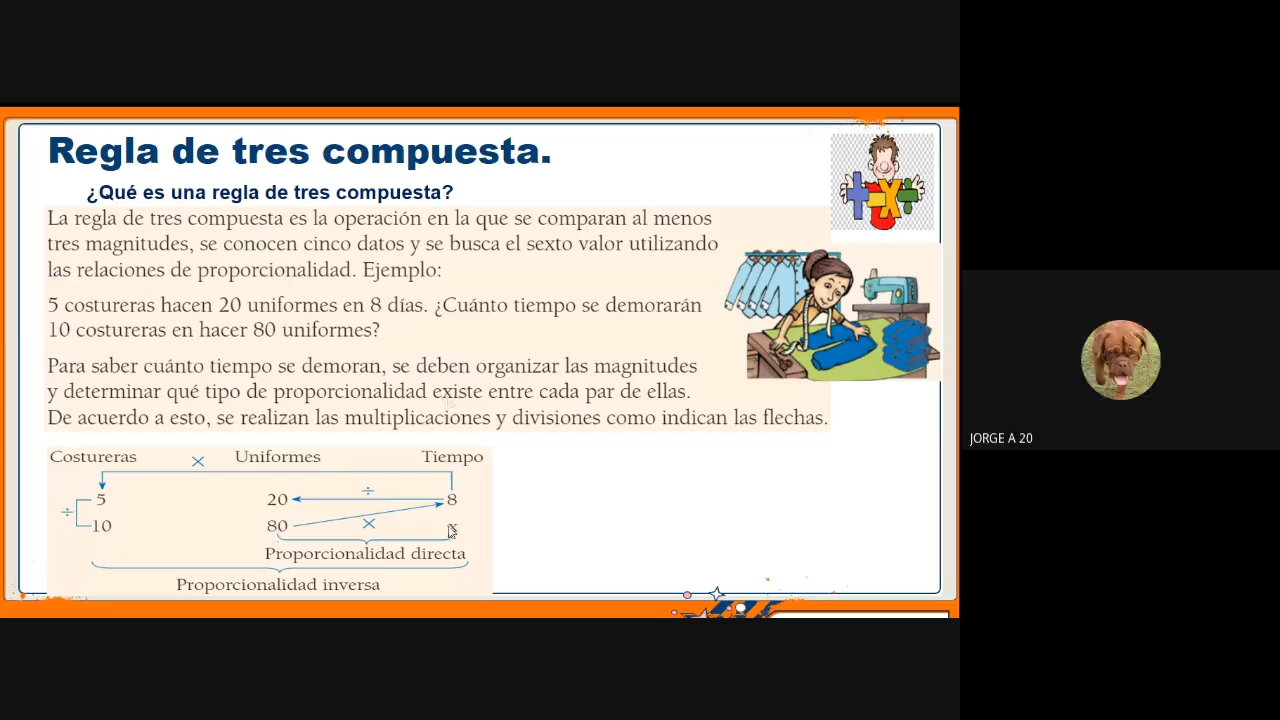 Regla de tres compuesta.
¿Qué es una regla de tres compuesta?
La regla de tres compuesta es la operación en la que se comparan al menos
tres magnitudes, se conocen cinco datos y se busca el sexto valor utilizando
las relaciones de proporcionalidad. Ejemplo:
5 costureras hacen 20 uniformes en 8 días. ¿Cuánto tiempo se demorarán
10 costureras en hacer 80 uniformes?
Para saber cuánto tiempo se demoran, se deben organizar las magnitudes
y determinar qué tipo de proporcionalidad existe entre cada par de ellas.
De acuerdo a esto, se realizan las multiplicaciones y divisiones como indican las flechas.
Costureras × Uniformes Tiempo
5 20 ÷ 8
÷
10 80 × x
Proporcionalidad directa
Proporcionalidad inversa
JORGE A 20